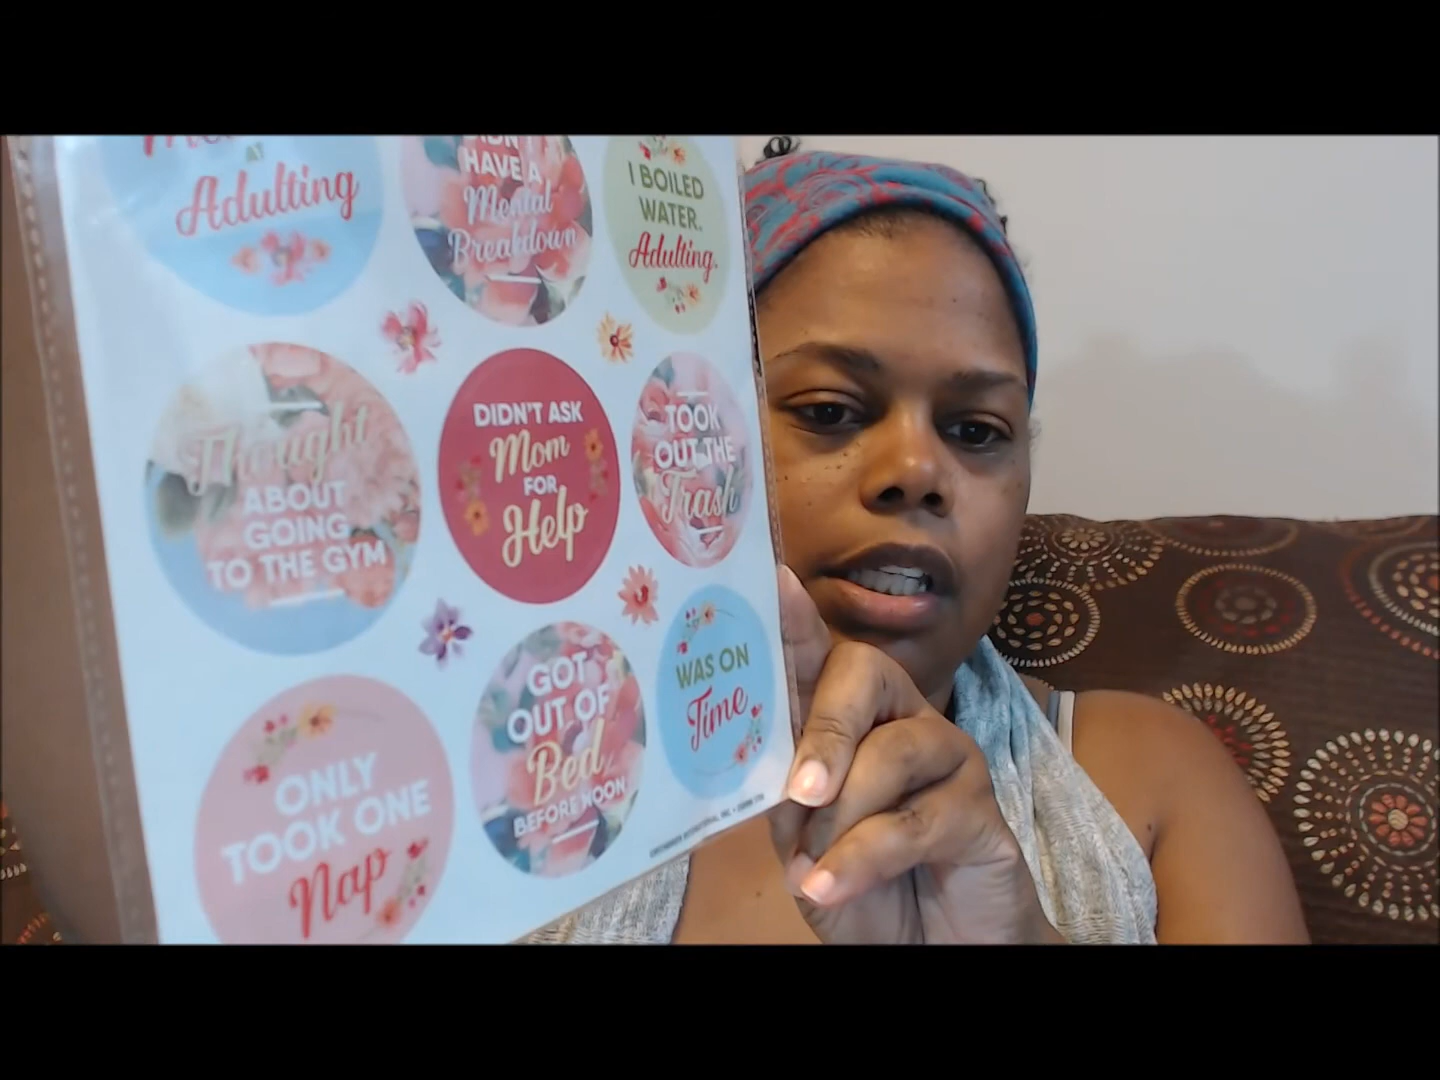 AT
Adulting
HAVE A
Mental
Breakdown
I BOILED
WATER.
Adulting.
Thought
ABOUT
GOING
TO THE GYM
DIDN'T ASK
Mom
FOR
Help
TOOK
OUT THE
Trash
ONLY
TOOK ONE
Nap
GOT
OUT OF
Bed
BEFORE NOON
WAS ON
Time